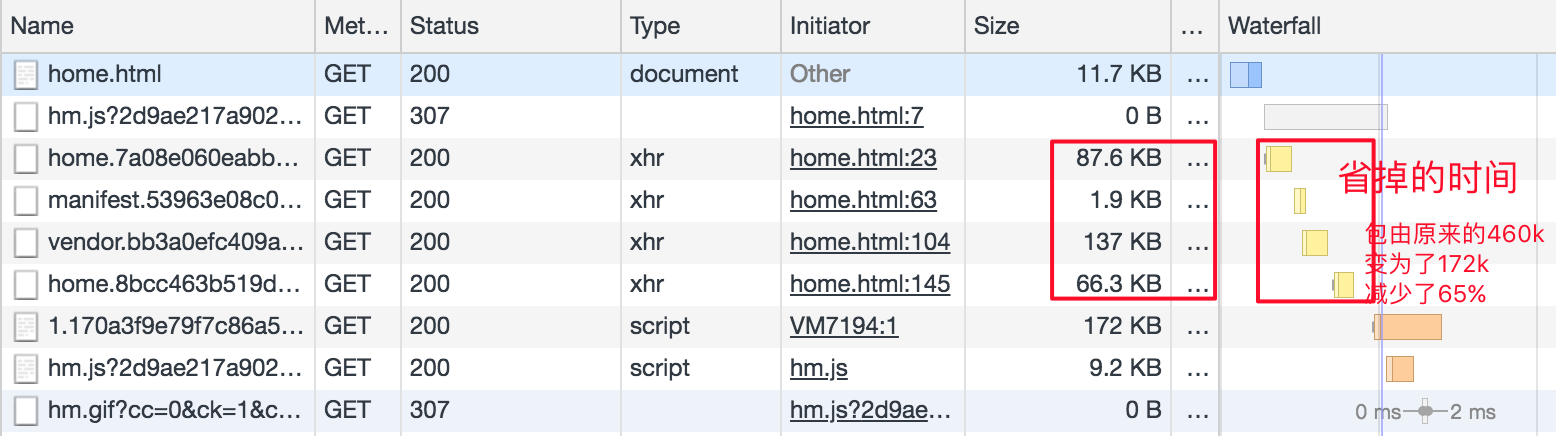 Name Met... Status Type Initiator Size ... Waterfall
home.html GET 200 document Other 11.7 KB ...
hm.js?2d9ae217a902... GET 307 home.html:7 0 B ...
home.7a08e060eabb... GET 200 xhr home.html:23 87.6 KB ...
省掉的时间
manifest.53963e08c0... GET 200 xhr home.html:63 1.9 KB ...
vendor.bb3a0efc409a... GET 200 xhr home.html:104 137 KB ...
包由原来的460k
变为了172k
home.8bcc463b519d... GET 200 xhr home.html:145 66.3 KB ...
减少了65%
1.170a3f9e79f7c86a5... GET 200 script VM7194:1 172 KB ...
hm.js?2d9ae217a902... GET 200 script hm.js 9.2 KB ...
hm.gif?cc=0&ck=1&c... GET 307 hm.js?2d9ae... 0 B ... 0 ms 2 ms